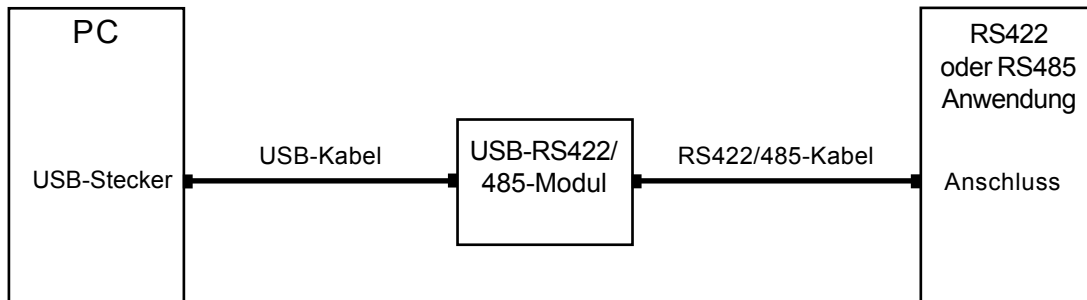 PC
USB-Stecker
USB-Kabel
USB-RS422/
485-Modul
RS422/485-Kabel
RS422
oder RS485
Anwendung
Anschluss